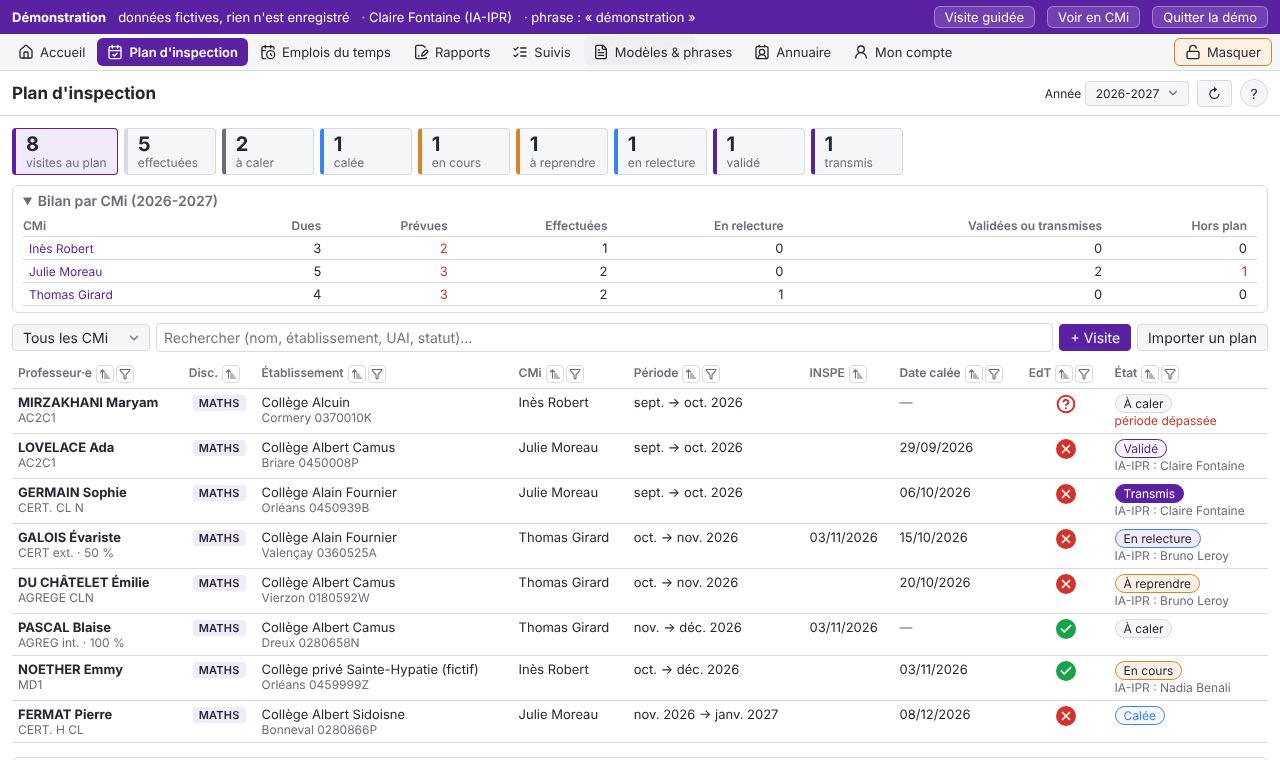 Démonstration données fictives, rien n'est enregistré · Claire Fontaine (IA-IPR) · phrase : « démonstration » Visite guidée Voir en CMi Quitter la démo
Accueil Plan d'inspection Emplois du temps Rapports Suivis Modèles & phrases Annuaire Mon compte Masquer
Plan d'inspection Année 2026-2027 ?
8 5 2 1 1 1 1 1 1
visites au plan effectuées à caler calée en cours à reprendre en relecture validé transmis
▼ Bilan par CMi (2026-2027)
CMi Dues Prévues Effectuées En relecture Validées ou transmises Hors plan
Inès Robert 3 2 1 0 0 0
Julie Moreau 5 3 2 0 2 1
Thomas Girard 4 3 2 1 0 0
Tous les CMi Rechercher (nom, établissement, UAI, statut)... + Visite Importer un plan
Professeur·e Disc. Établissement CMi Période INSPE Date calée EdT État
MIRZAKHANI Maryam MATHS Collège Alcuin Inès Robert sept. → oct. 2026 — ? À caler
AC2C1 Cormery 0370010K période dépassée
LOVELACE Ada MATHS Collège Albert Camus Julie Moreau sept. → oct. 2026 29/09/2026 Validé
AC2C1 Briare 0450008P IA-IPR : Claire Fontaine
GERMAIN Sophie MATHS Collège Alain Fournier Julie Moreau sept. → oct. 2026 06/10/2026 Transmis
CERT. CL N Orléans 0450939B IA-IPR : Claire Fontaine
GALOIS Évariste MATHS Collège Alain Fournier Thomas Girard oct. → nov. 2026 03/11/2026 15/10/2026 En relecture
CERT ext. · 50 % Valençay 0360525A IA-IPR : Bruno Leroy
DU CHÂTELET Émilie MATHS Collège Albert Camus Thomas Girard oct. → nov. 2026 20/10/2026 À reprendre
AGREGE CLN Vierzon 0180592W IA-IPR : Bruno Leroy
PASCAL Blaise MATHS Collège Albert Camus Thomas Girard nov. → déc. 2026 03/11/2026 — À caler
AGREG int. · 100 % Dreux 0280658N
NOETHER Emmy MATHS Collège privé Sainte-Hypatie (fictif) Inès Robert oct. → déc. 2026 03/11/2026 En cours
MD1 Orléans 0459999Z IA-IPR : Nadia Benali
FERMAT Pierre MATHS Collège Albert Sidoisne Julie Moreau nov. 2026 → janv. 2027 08/12/2026 Calée
CERT. H CL Bonneval 0280866P